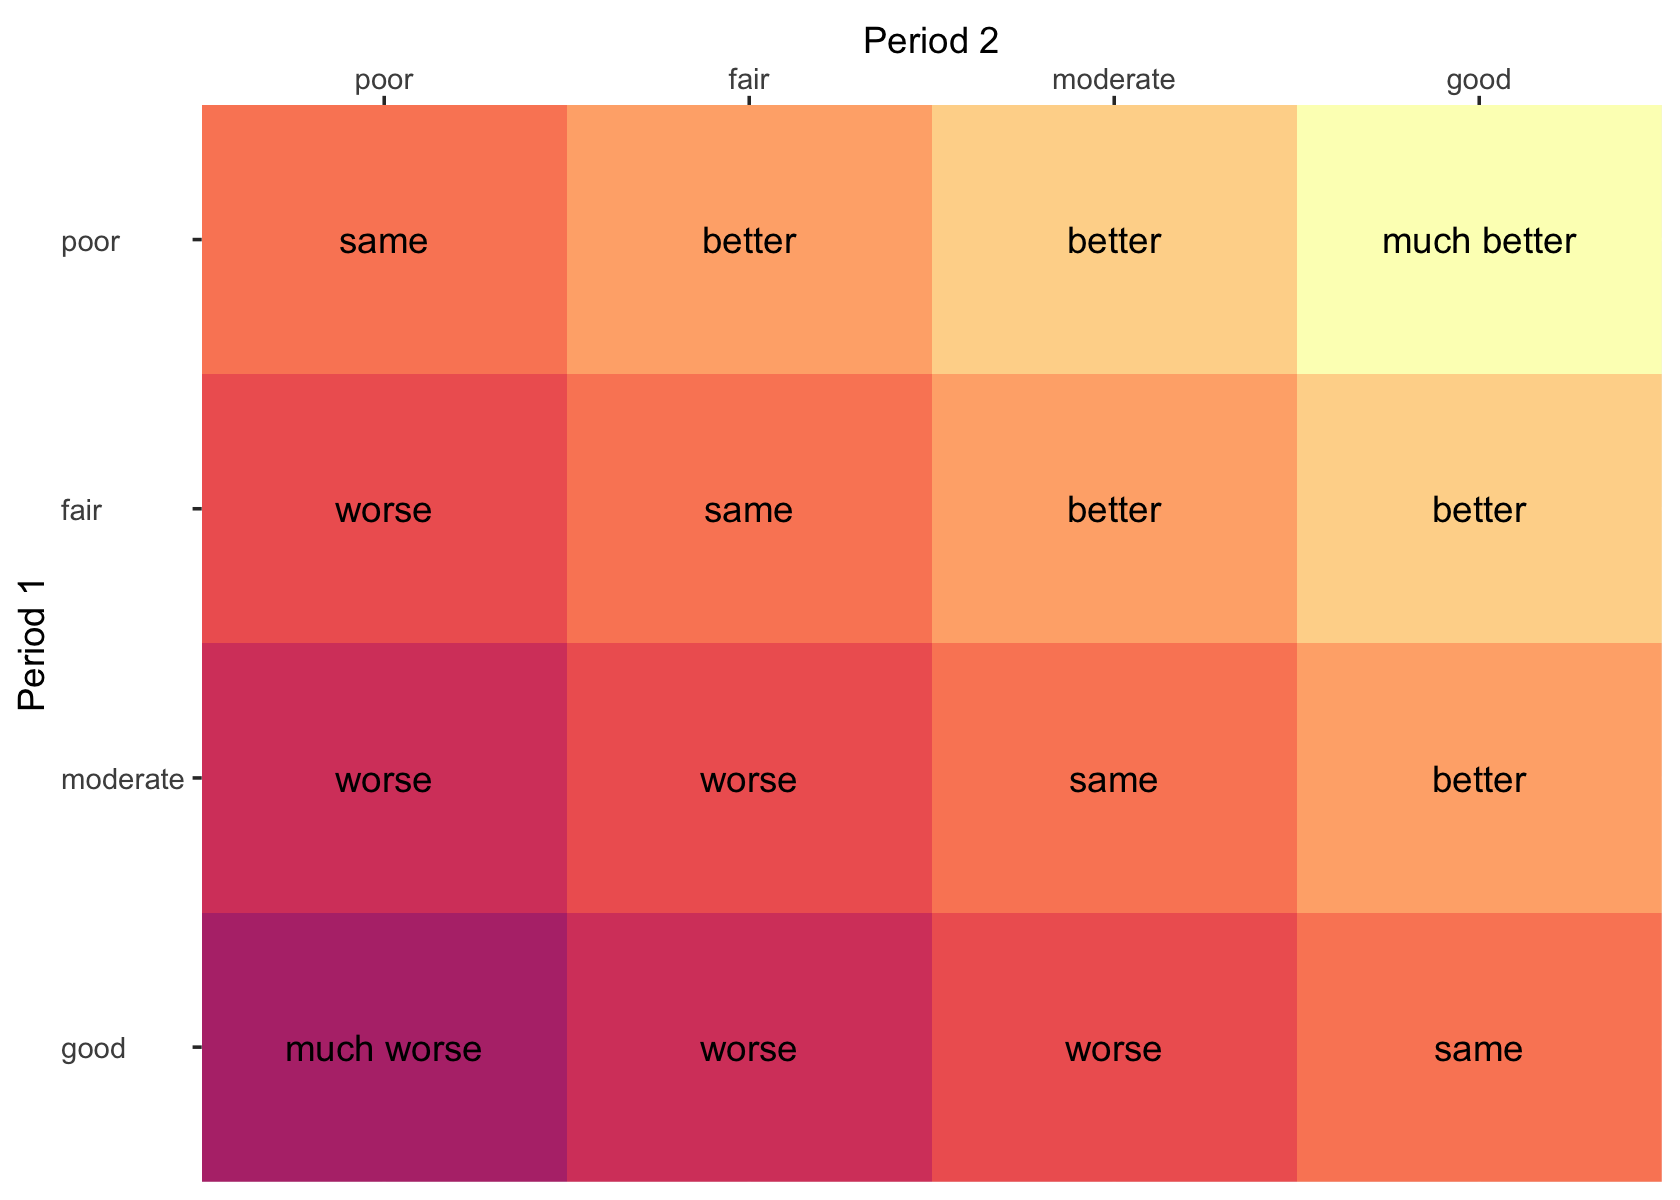 Period 2
poor fair moderate good
poor same better better much better
fair worse same better better
Period 1
moderate worse worse same better
good much worse worse worse same